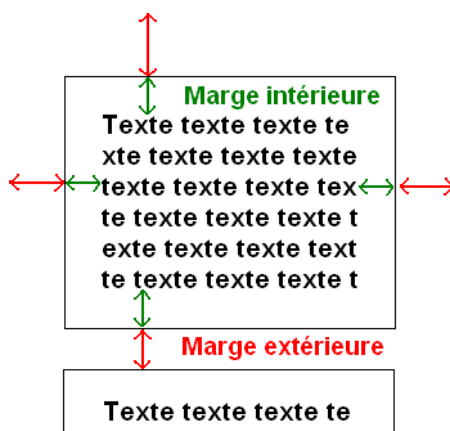 Marge intérieure
Texte texte texte te
xte texte texte texte
texte texte texte tex
te texte texte texte t
exte texte texte text
te texte texte texte t
Marge extérieure
Texte texte texte te